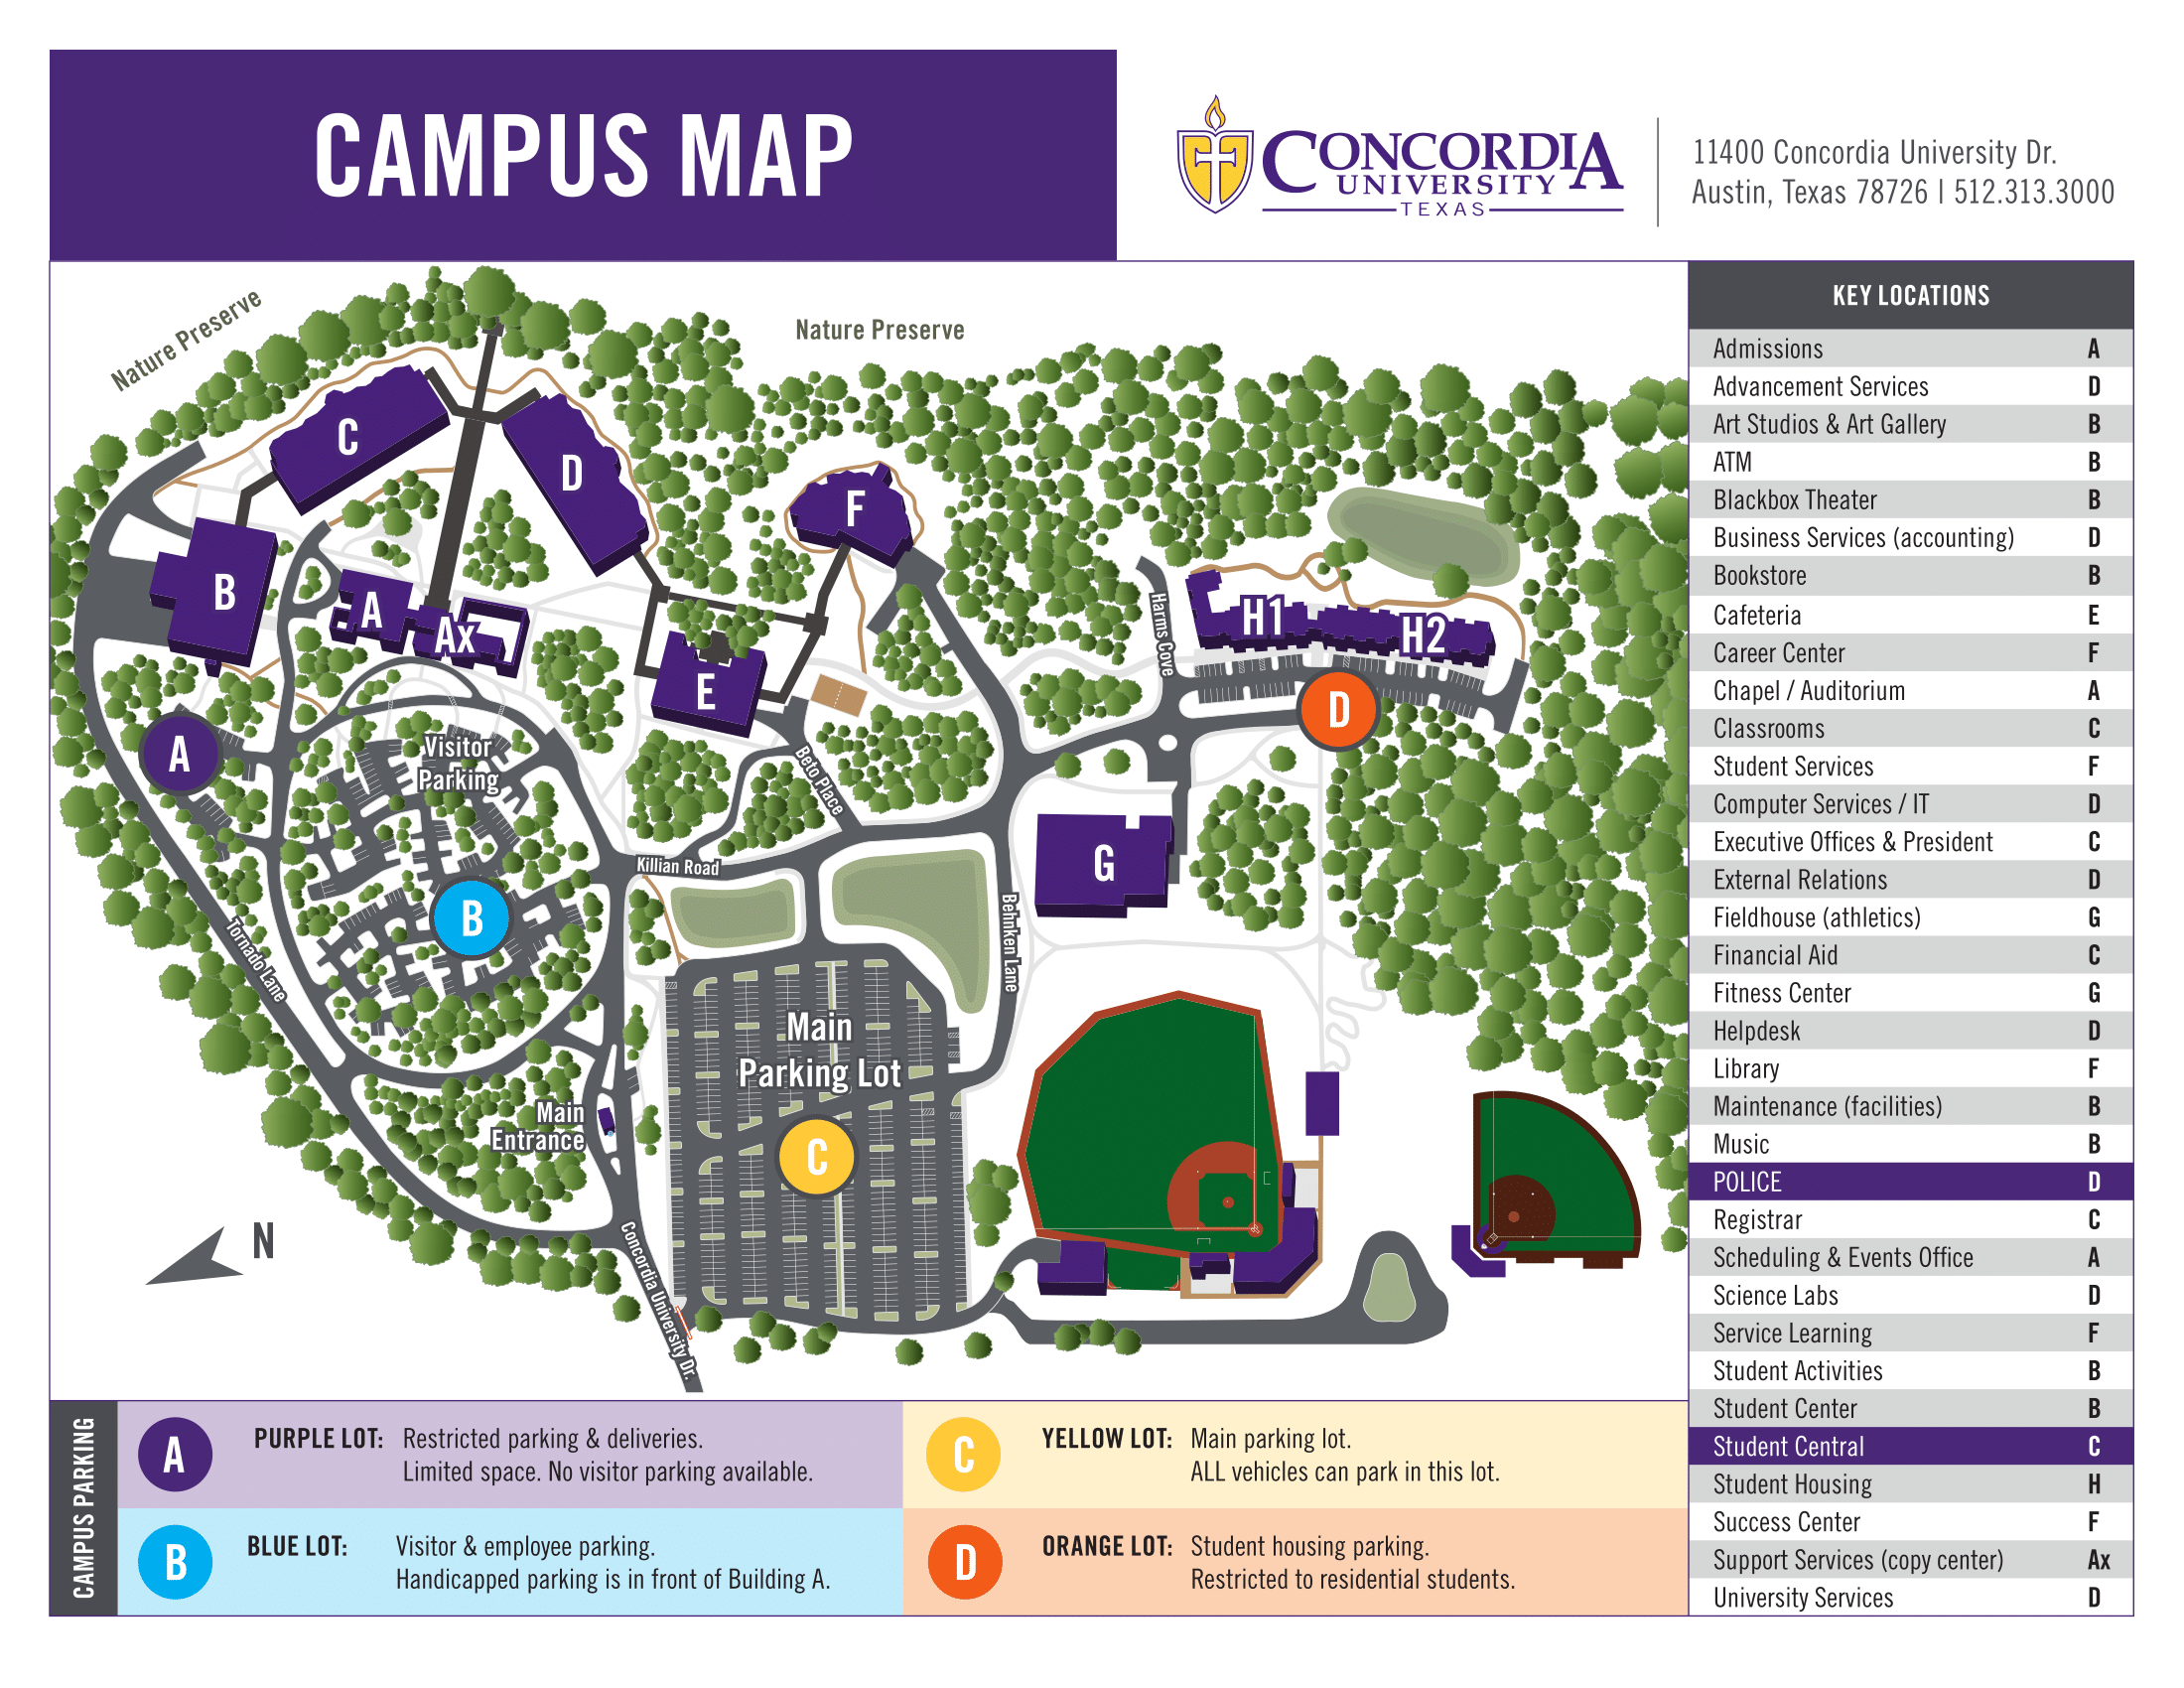 CAMPUS MAP
CONCORDIA
UNIVERSITY
TEXAS
11400 Concordia University Dr.
Austin, Texas 78726 | 512.313.3000
Nature Preserve
Nature Preserve
C
D
F
B
A
Ax
E
H1
H2
Harms Cove
D
A
Visitor
Parking
Beto Place
Killian Road
G
B
Tornado Lane
Behnken Lane
Main
Parking Lot
Main
Entrance
C
N
Concordia University Dr.
KEY LOCATIONS
Admissions A
Advancement Services D
Art Studios & Art Gallery B
ATM B
Blackbox Theater B
Business Services (accounting) D
Bookstore B
Cafeteria E
Career Center F
Chapel / Auditorium A
Classrooms C
Student Services F
Computer Services / IT D
Executive Offices & President C
External Relations D
Fieldhouse (athletics) G
Financial Aid C
Fitness Center G
Helpdesk D
Library F
Maintenance (facilities) B
Music B
POLICE D
Registrar C
Scheduling & Events Office A
Science Labs D
Service Learning F
Student Activities B
Student Center B
Student Central C
Student Housing H
Success Center F
Support Services (copy center) Ax
University Services D
CAMPUS PARKING
A PURPLE LOT: Restricted parking & deliveries.
Limited space. No visitor parking available.
B BLUE LOT: Visitor & employee parking.
Handicapped parking is in front of Building A.
C YELLOW LOT: Main parking lot.
ALL vehicles can park in this lot.
D ORANGE LOT: Student housing parking.
Restricted to residential students.